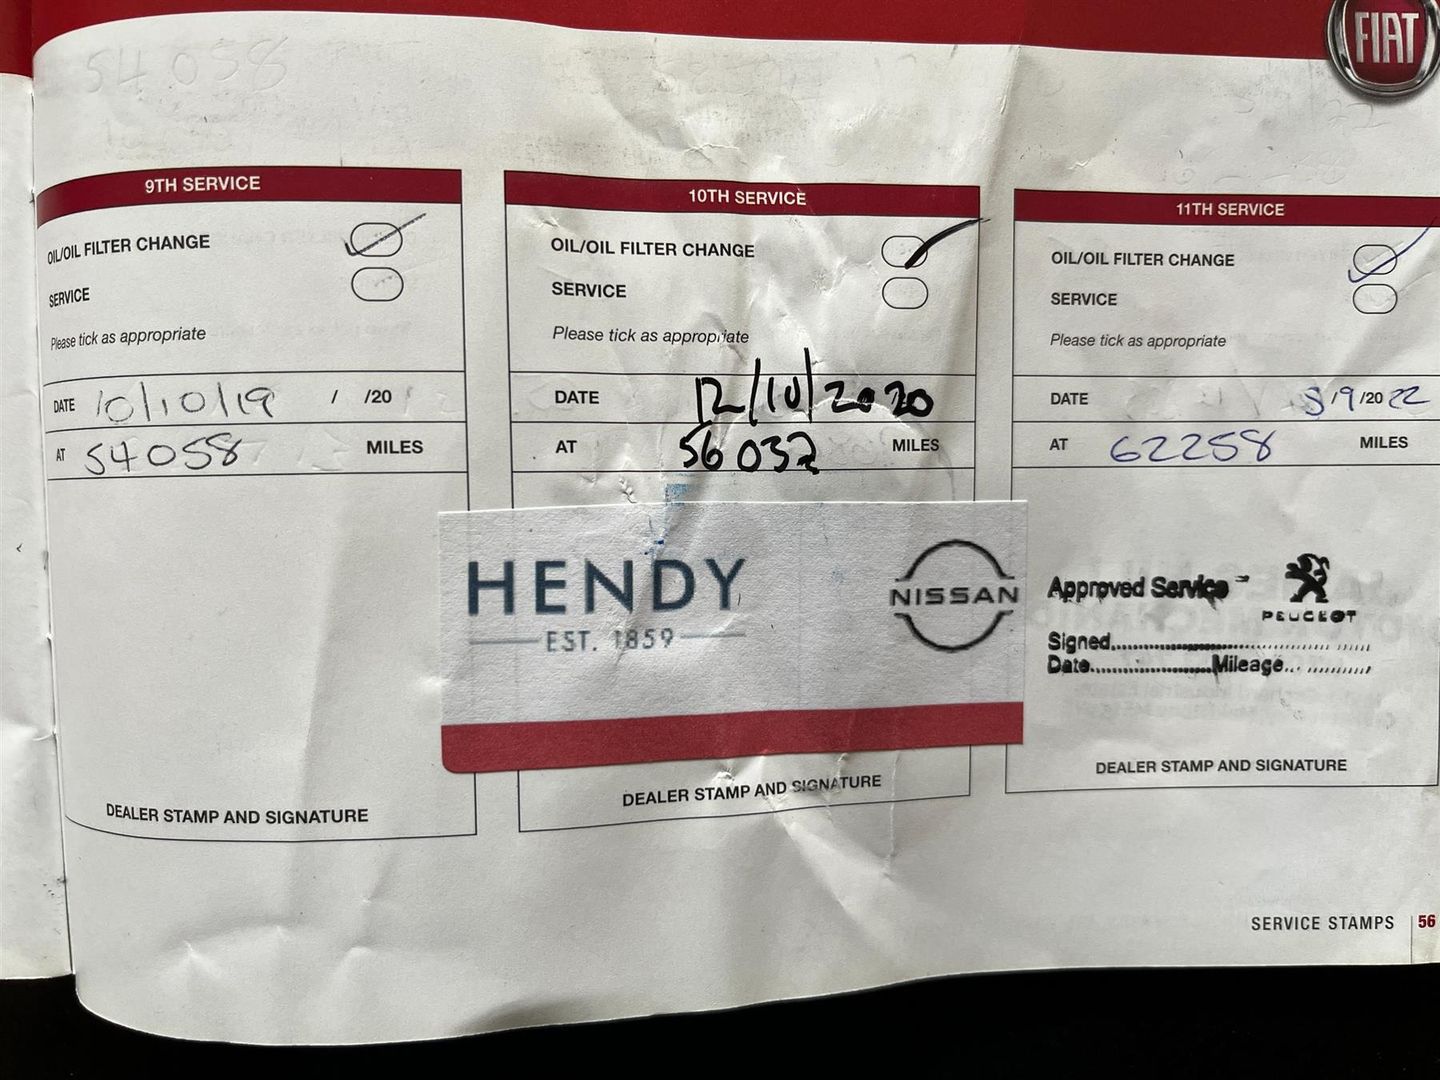 FIAT
54058
9TH SERVICE
OIL/OIL FILTER CHANGE
SERVICE
Please tick as appropriate
DATE 10/10/19 / /20
AT 54058 MILES
DEALER STAMP AND SIGNATURE
10TH SERVICE
OIL/OIL FILTER CHANGE
SERVICE
Please tick as appropriate
DATE 12/10/2020
AT 56032 MILES
HENDY
EST. 1859
NISSAN
DEALER STAMP AND SIGNATURE
11TH SERVICE
OIL/OIL FILTER CHANGE
SERVICE
Please tick as appropriate
DATE 5/9/2022
AT 62258 MILES
Approved Service
PEUGEOT
Signed
Date Mileage
DEALER STAMP AND SIGNATURE
SERVICE STAMPS 56